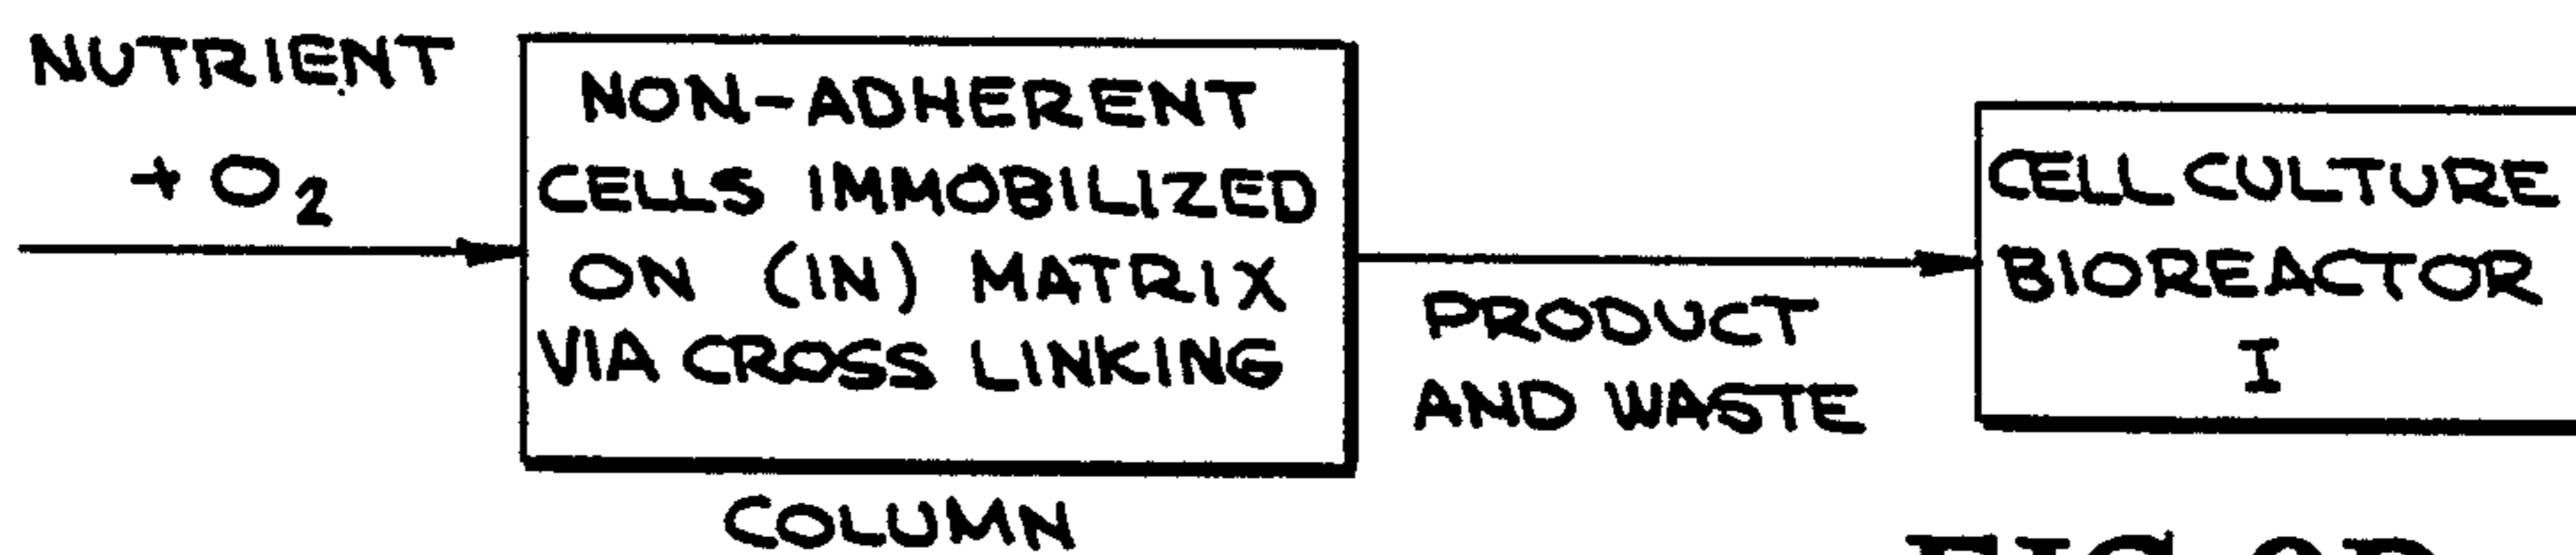 NUTRIENT
+ O2
NON-ADHERENT
CELLS IMMOBILIZED
ON (IN) MATRIX
VIA CROSS LINKING
COLUMN
PRODUCT
AND WASTE
CELL CULTURE
BIOREACTOR
I